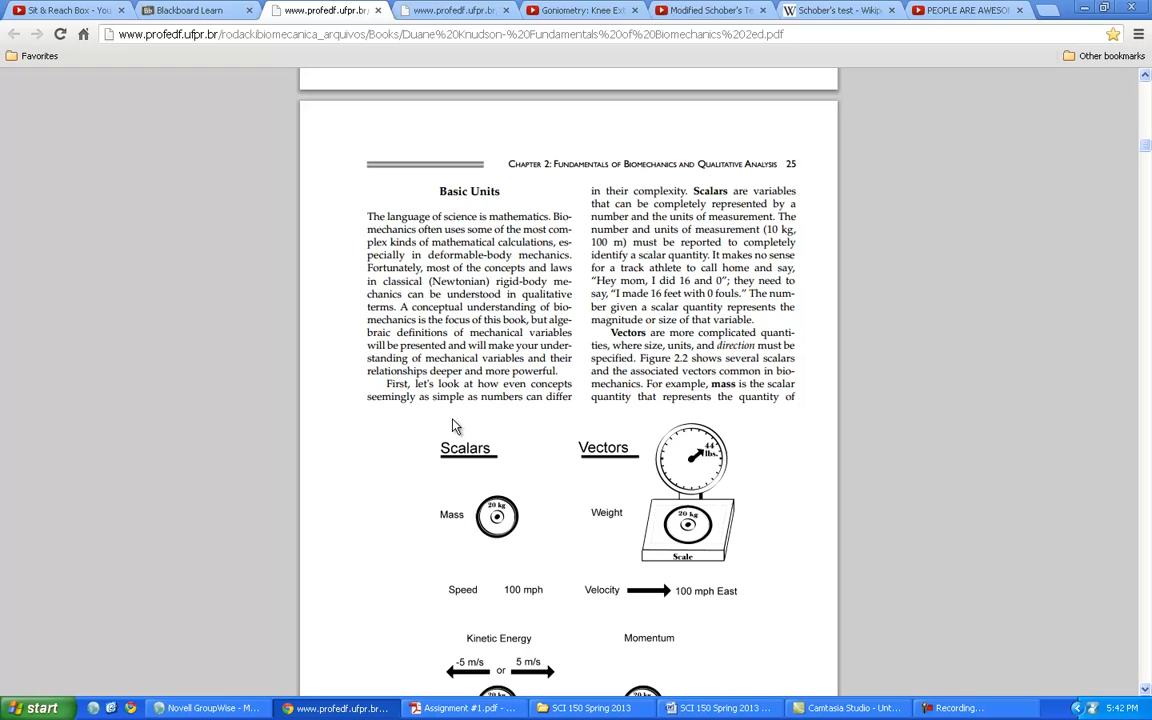 Sit & Reach Box - You
Blackboard Learn
www.profedf.ufpr.br/
www.profedf.ufpr.br/
Goniometry: Knee Ext
Modified Schober's Te
Schober's test - Wikip
PEOPLE ARE AWESO
www.profedf.ufpr.br/rodackibiomecanica_arquivos/Books/Duane%20Knudson-%20Fundamentals%20of%20Biomechanics%202ed.pdf
Favorites
Other bookmarks
CHAPTER 2: FUNDAMENTALS OF BIOMECHANICS AND QUALITATIVE ANALYSIS 25
Basic Units
The language of science is mathematics. Bio-
mechanics often uses some of the most com-
plex kinds of mathematical calculations, es-
pecially in deformable-body mechanics.
Fortunately, most of the concepts and laws
in classical (Newtonian) rigid-body me-
chanics can be understood in qualitative
terms. A conceptual understanding of bio-
mechanics is the focus of this book, but alge-
braic definitions of mechanical variables
will be presented and will make your under-
standing of mechanical variables and their
relationships deeper and more powerful.
First, let's look at how even concepts
seemingly as simple as numbers can differ
in their complexity. Scalars are variables
that can be completely represented by a
number and the units of measurement. The
number and units of measurement (10 kg,
100 m) must be reported to completely
identify a scalar quantity. It makes no sense
for a track athlete to call home and say,
"Hey mom, I did 16 and 0"; they need to
say, "I made 16 feet with 0 fouls." The num-
ber given a scalar quantity represents the
magnitude or size of that variable.
Vectors are more complicated quanti-
ties, where size, units, and direction must be
specified. Figure 2.2 shows several scalars
and the associated vectors common in bio-
mechanics. For example, mass is the scalar
quantity that represents the quantity of
Scalars
Vectors
44
lbs.
Mass
20 kg
Weight
20 kg
Scale
Speed 100 mph
Velocity 100 mph East
Kinetic Energy
Momentum
-5 m/s or 5 m/s
20 kg
20 kg
start
Novell GroupWise - M...
www.profedf.ufpr.br...
Assignment #1.pdf - ...
SCI 150 Spring 2013
SCI 150 Spring 2013 ...
Camtasia Studio - Unt...
Recording...
5:42 PM